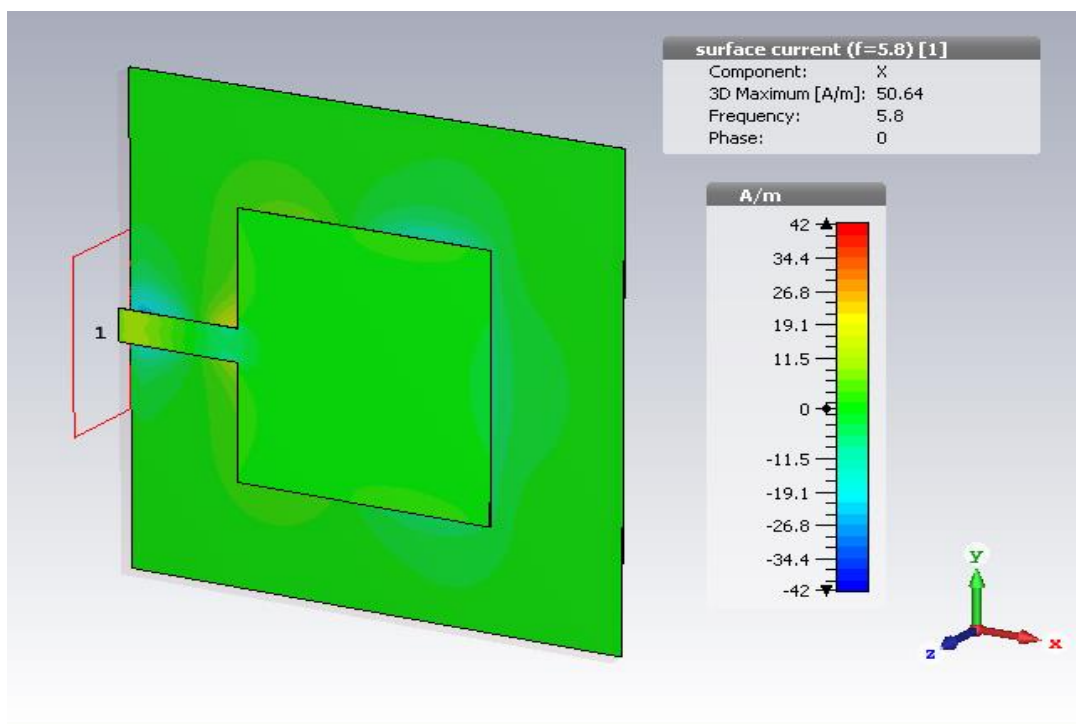 surface current (f=5.8) [1]
Component: X
3D Maximum [A/m]: 50.64
Frequency: 5.8
Phase: 0
A/m
42
34.4
26.8
19.1
11.5
0
-11.5
-19.1
-26.8
-34.4
-42
1
y
z
x